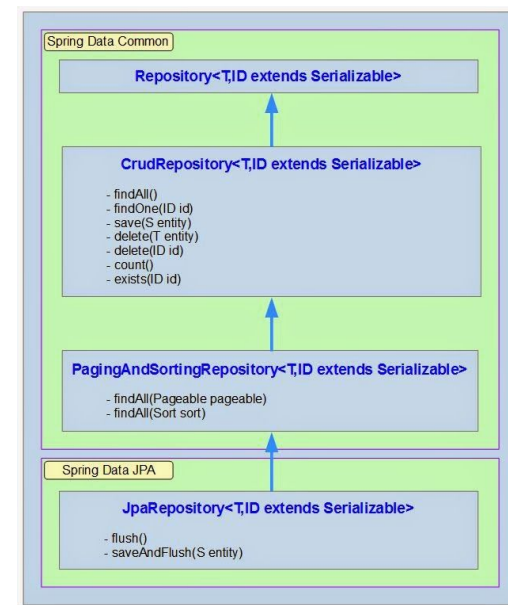 Spring Data Common
Repository<T,ID extends Serializable>
CrudRepository<T,ID extends Serializable>
- findAll()
- findOne(ID id)
- save(S entity)
- delete(T entity)
- delete(ID id)
- count()
- exists(ID id)
PagingAndSortingRepository<T,ID extends Serializable>
- findAll(Pageable pageable)
- findAll(Sort sort)
Spring Data JPA
JpaRepository<T,ID extends Serializable>
- flush()
- saveAndFlush(S entity)